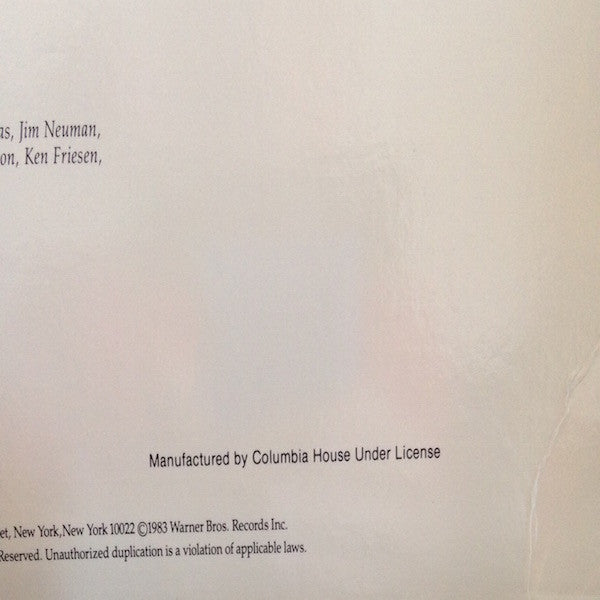 as, Jim Neuman,
on, Ken Friesen,
Manufactured by Columbia House Under License
et, New York,New York 10022 ©1983 Warner Bros. Records Inc.
Reserved. Unauthorized duplication is a violation of applicable laws.